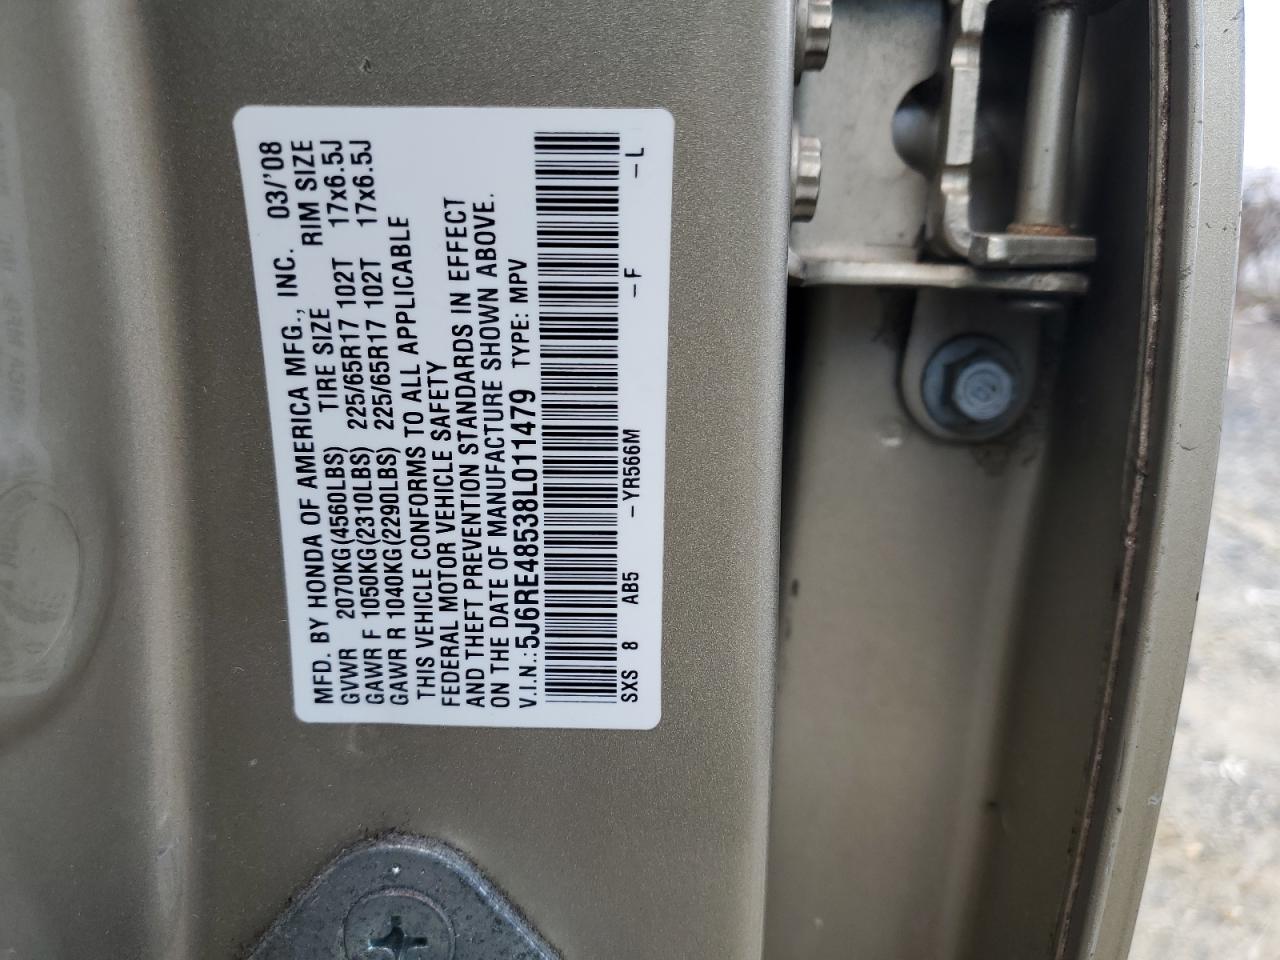 MFD. BY HONDA OF AMERICA MFG., INC. 03/'08
GVWR 2070KG(4560LBS) TIRE SIZE RIM SIZE
GAWR F 1050KG(2310LBS) 225/65R17 102T 17x6.5J
GAWR R 1040KG(2290LBS) 225/65R17 102T 17x6.5J
THIS VEHICLE CONFORMS TO ALL APPLICABLE
FEDERAL MOTOR VEHICLE SAFETY
AND THEFT PREVENTION STANDARDS IN EFFECT
ON THE DATE OF MANUFACTURE SHOWN ABOVE.
V.I.N.:5J6RE48538L011479 TYPE: MPV
SXS 8 AB5 -YR566M -F -L